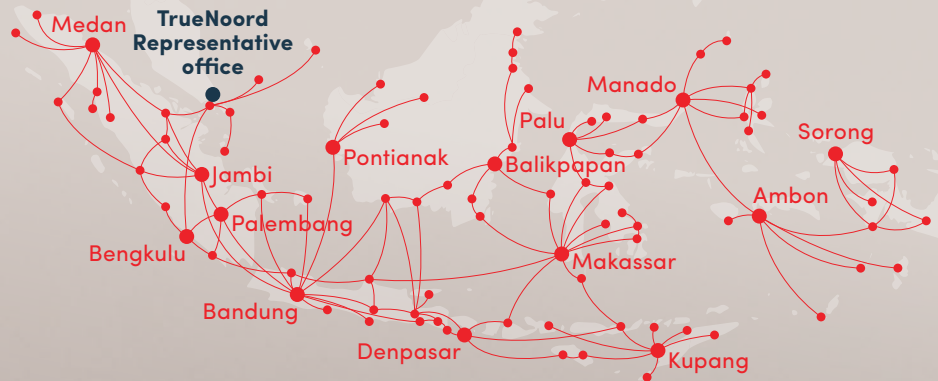 Medan
TrueNoord
Representative
office
Manado
Palu
Sorong
Pontianak
Balikpapan
Jambi
Ambon
Palembang
Bengkulu
Makassar
Bandung
Denpasar
Kupang